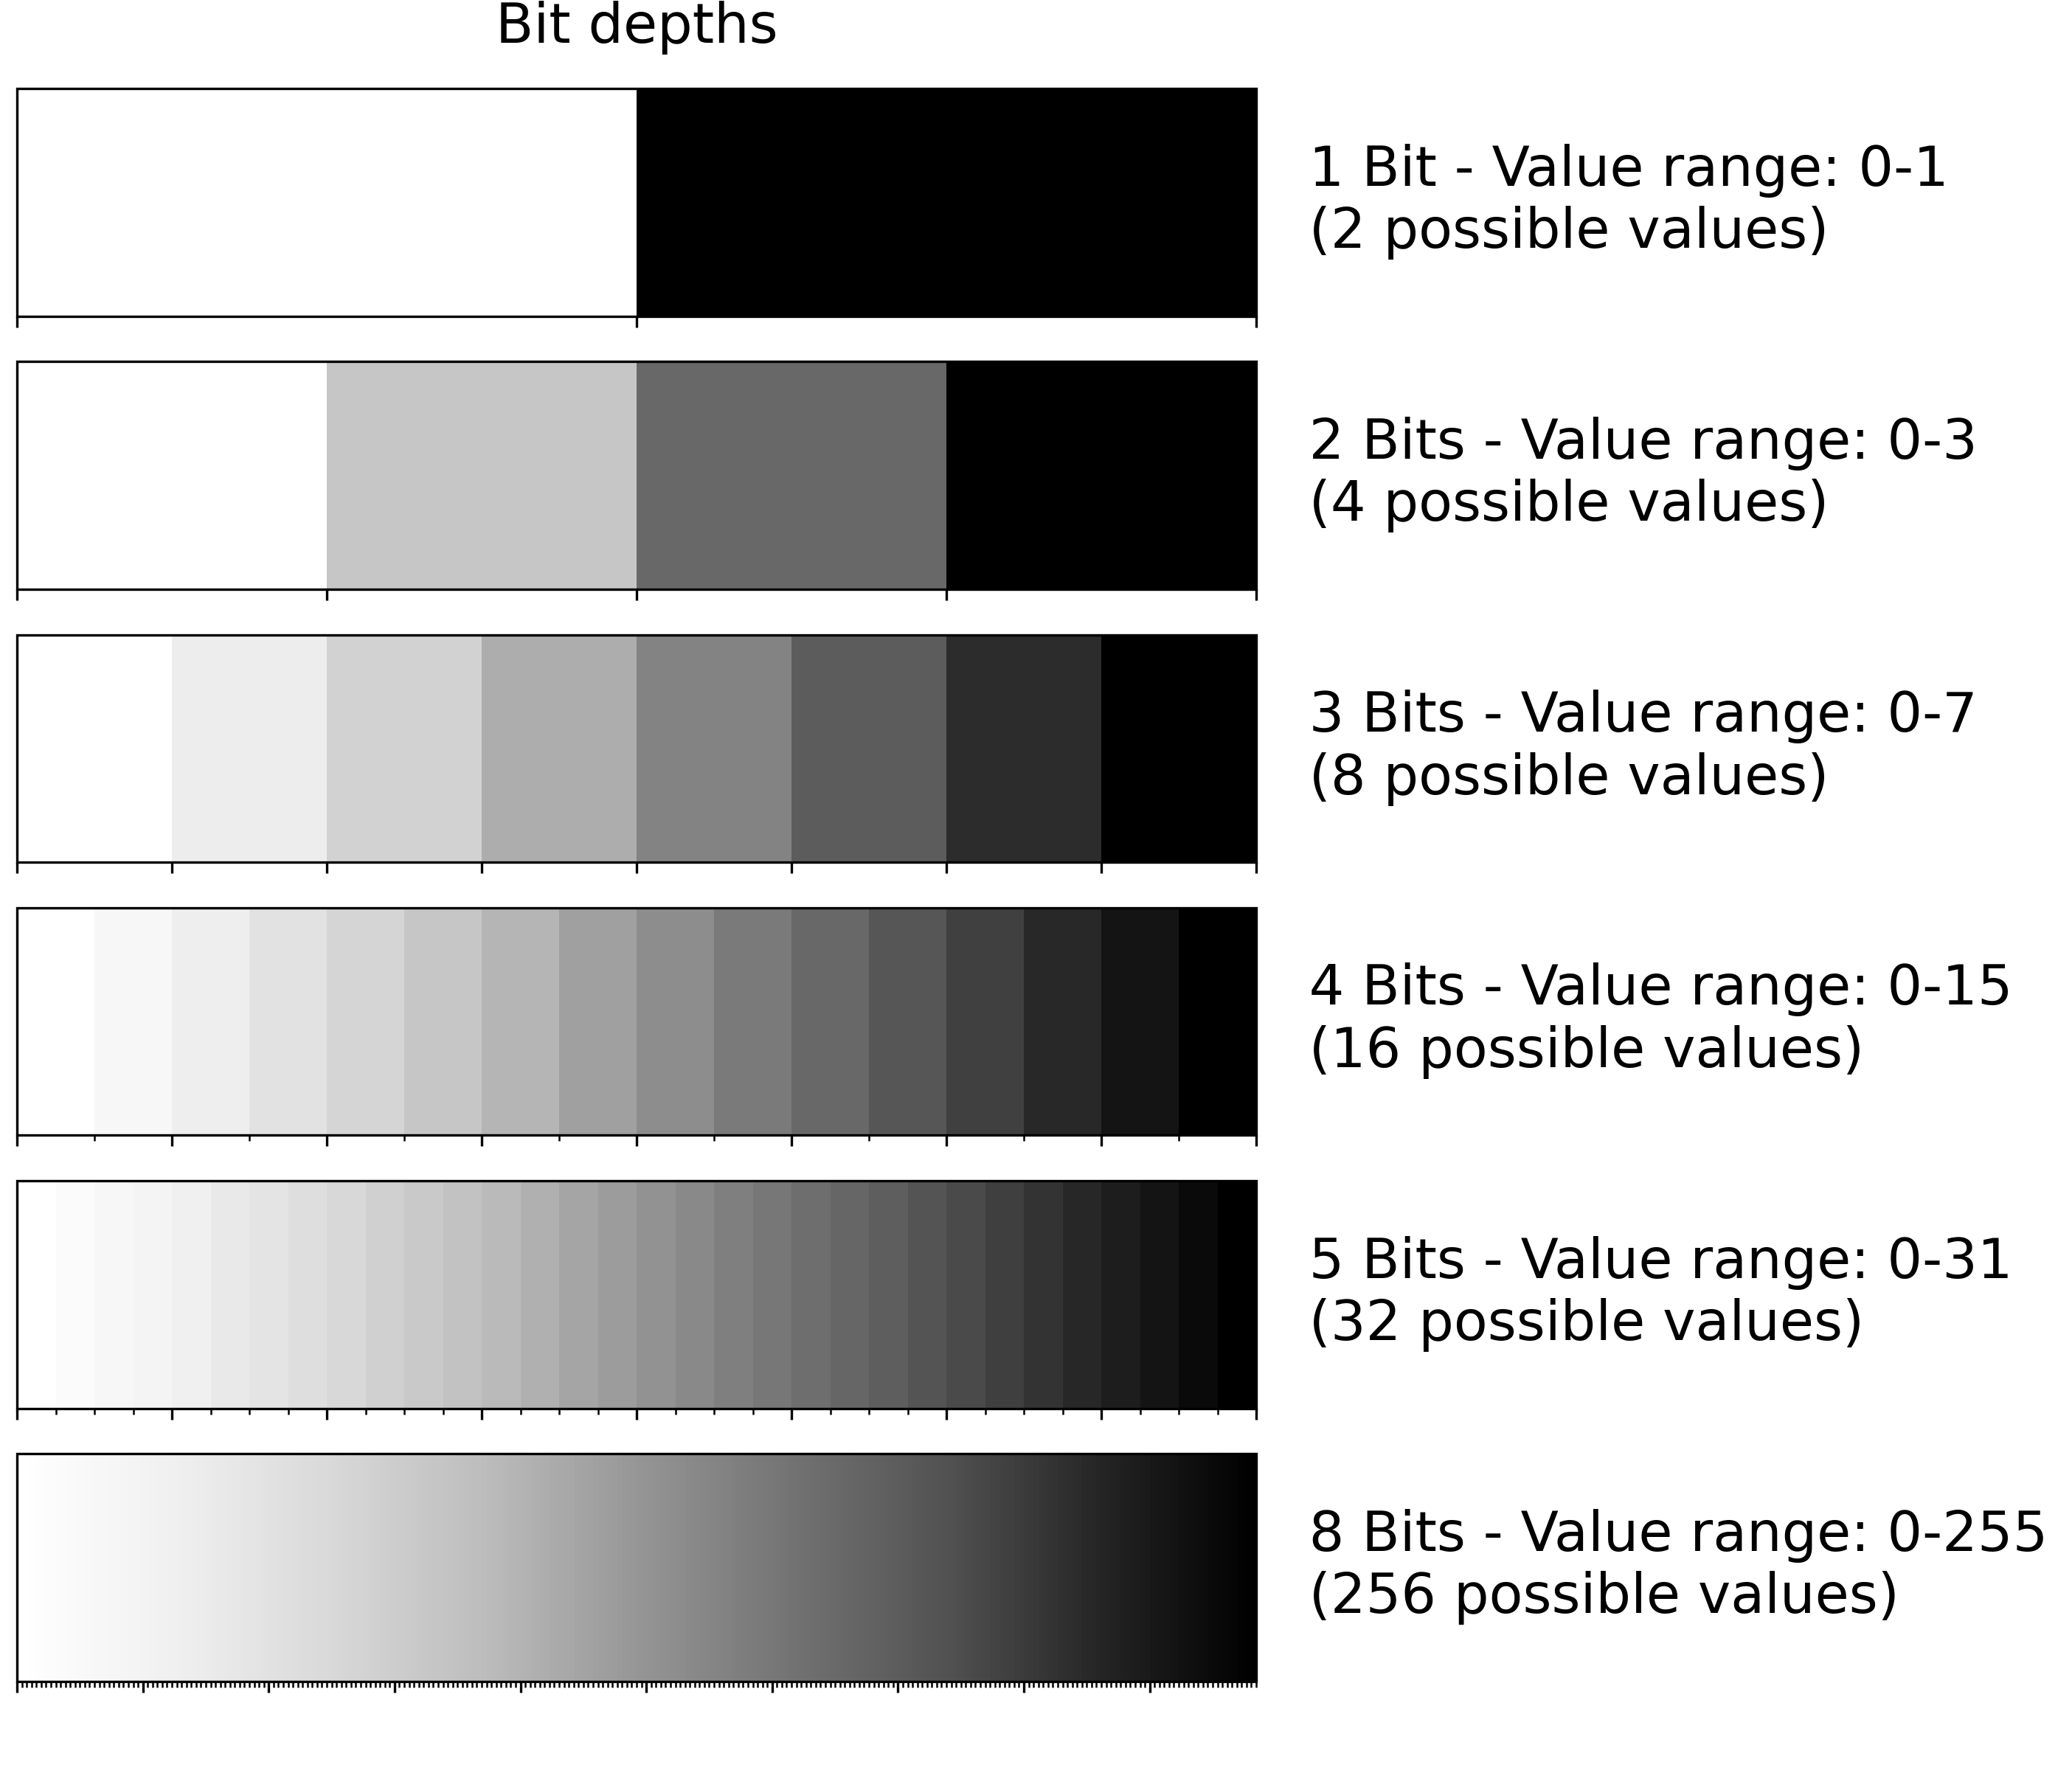 Bit depths
1 Bit - Value range: 0-1
(2 possible values)
2 Bits - Value range: 0-3
(4 possible values)
3 Bits - Value range: 0-7
(8 possible values)
4 Bits - Value range: 0-15
(16 possible values)
5 Bits - Value range: 0-31
(32 possible values)
8 Bits - Value range: 0-255
(256 possible values)